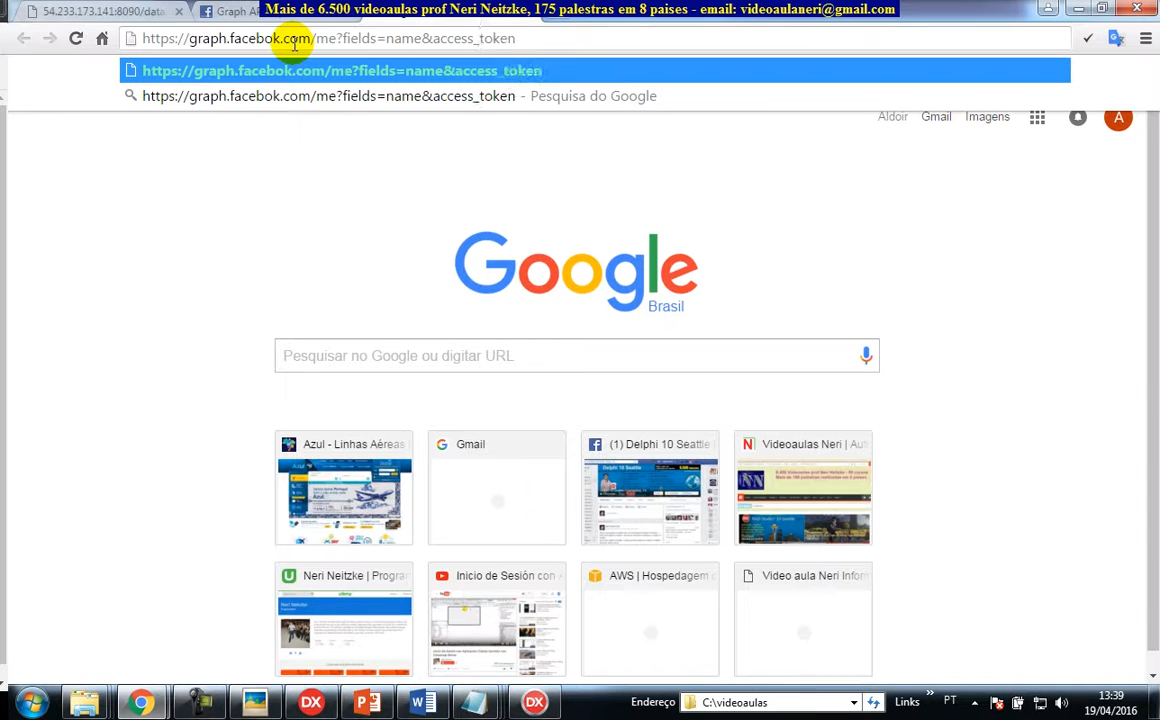 54.233.173.141:8090/data
Graph AP
Mais de 6.500 videoaulas prof Neri Neitzke, 175 palestras em 8 paises - email: videoaulaneri@gmail.com
https://graph.facebok.com/me?fields=name&access_token
https://graph.facebok.com/me?fields=name&access_token
https://graph.facebok.com/me?fields=name&access_token - Pesquisa do Google
Aldoir Gmail Imagens A
Google
Brasil
Pesquisar no Google ou digitar URL
Azul - Linhas Aéreas
Gmail
(1) Delphi 10 Seattle
Videoaulas Neri | Aut
Neri Neitzke | Program
Inicio de Sesión con
AWS | Hospedagem
Video aula Neri Infor
Endereço C:\videoaulas Links » PT
13:39
19/04/2016